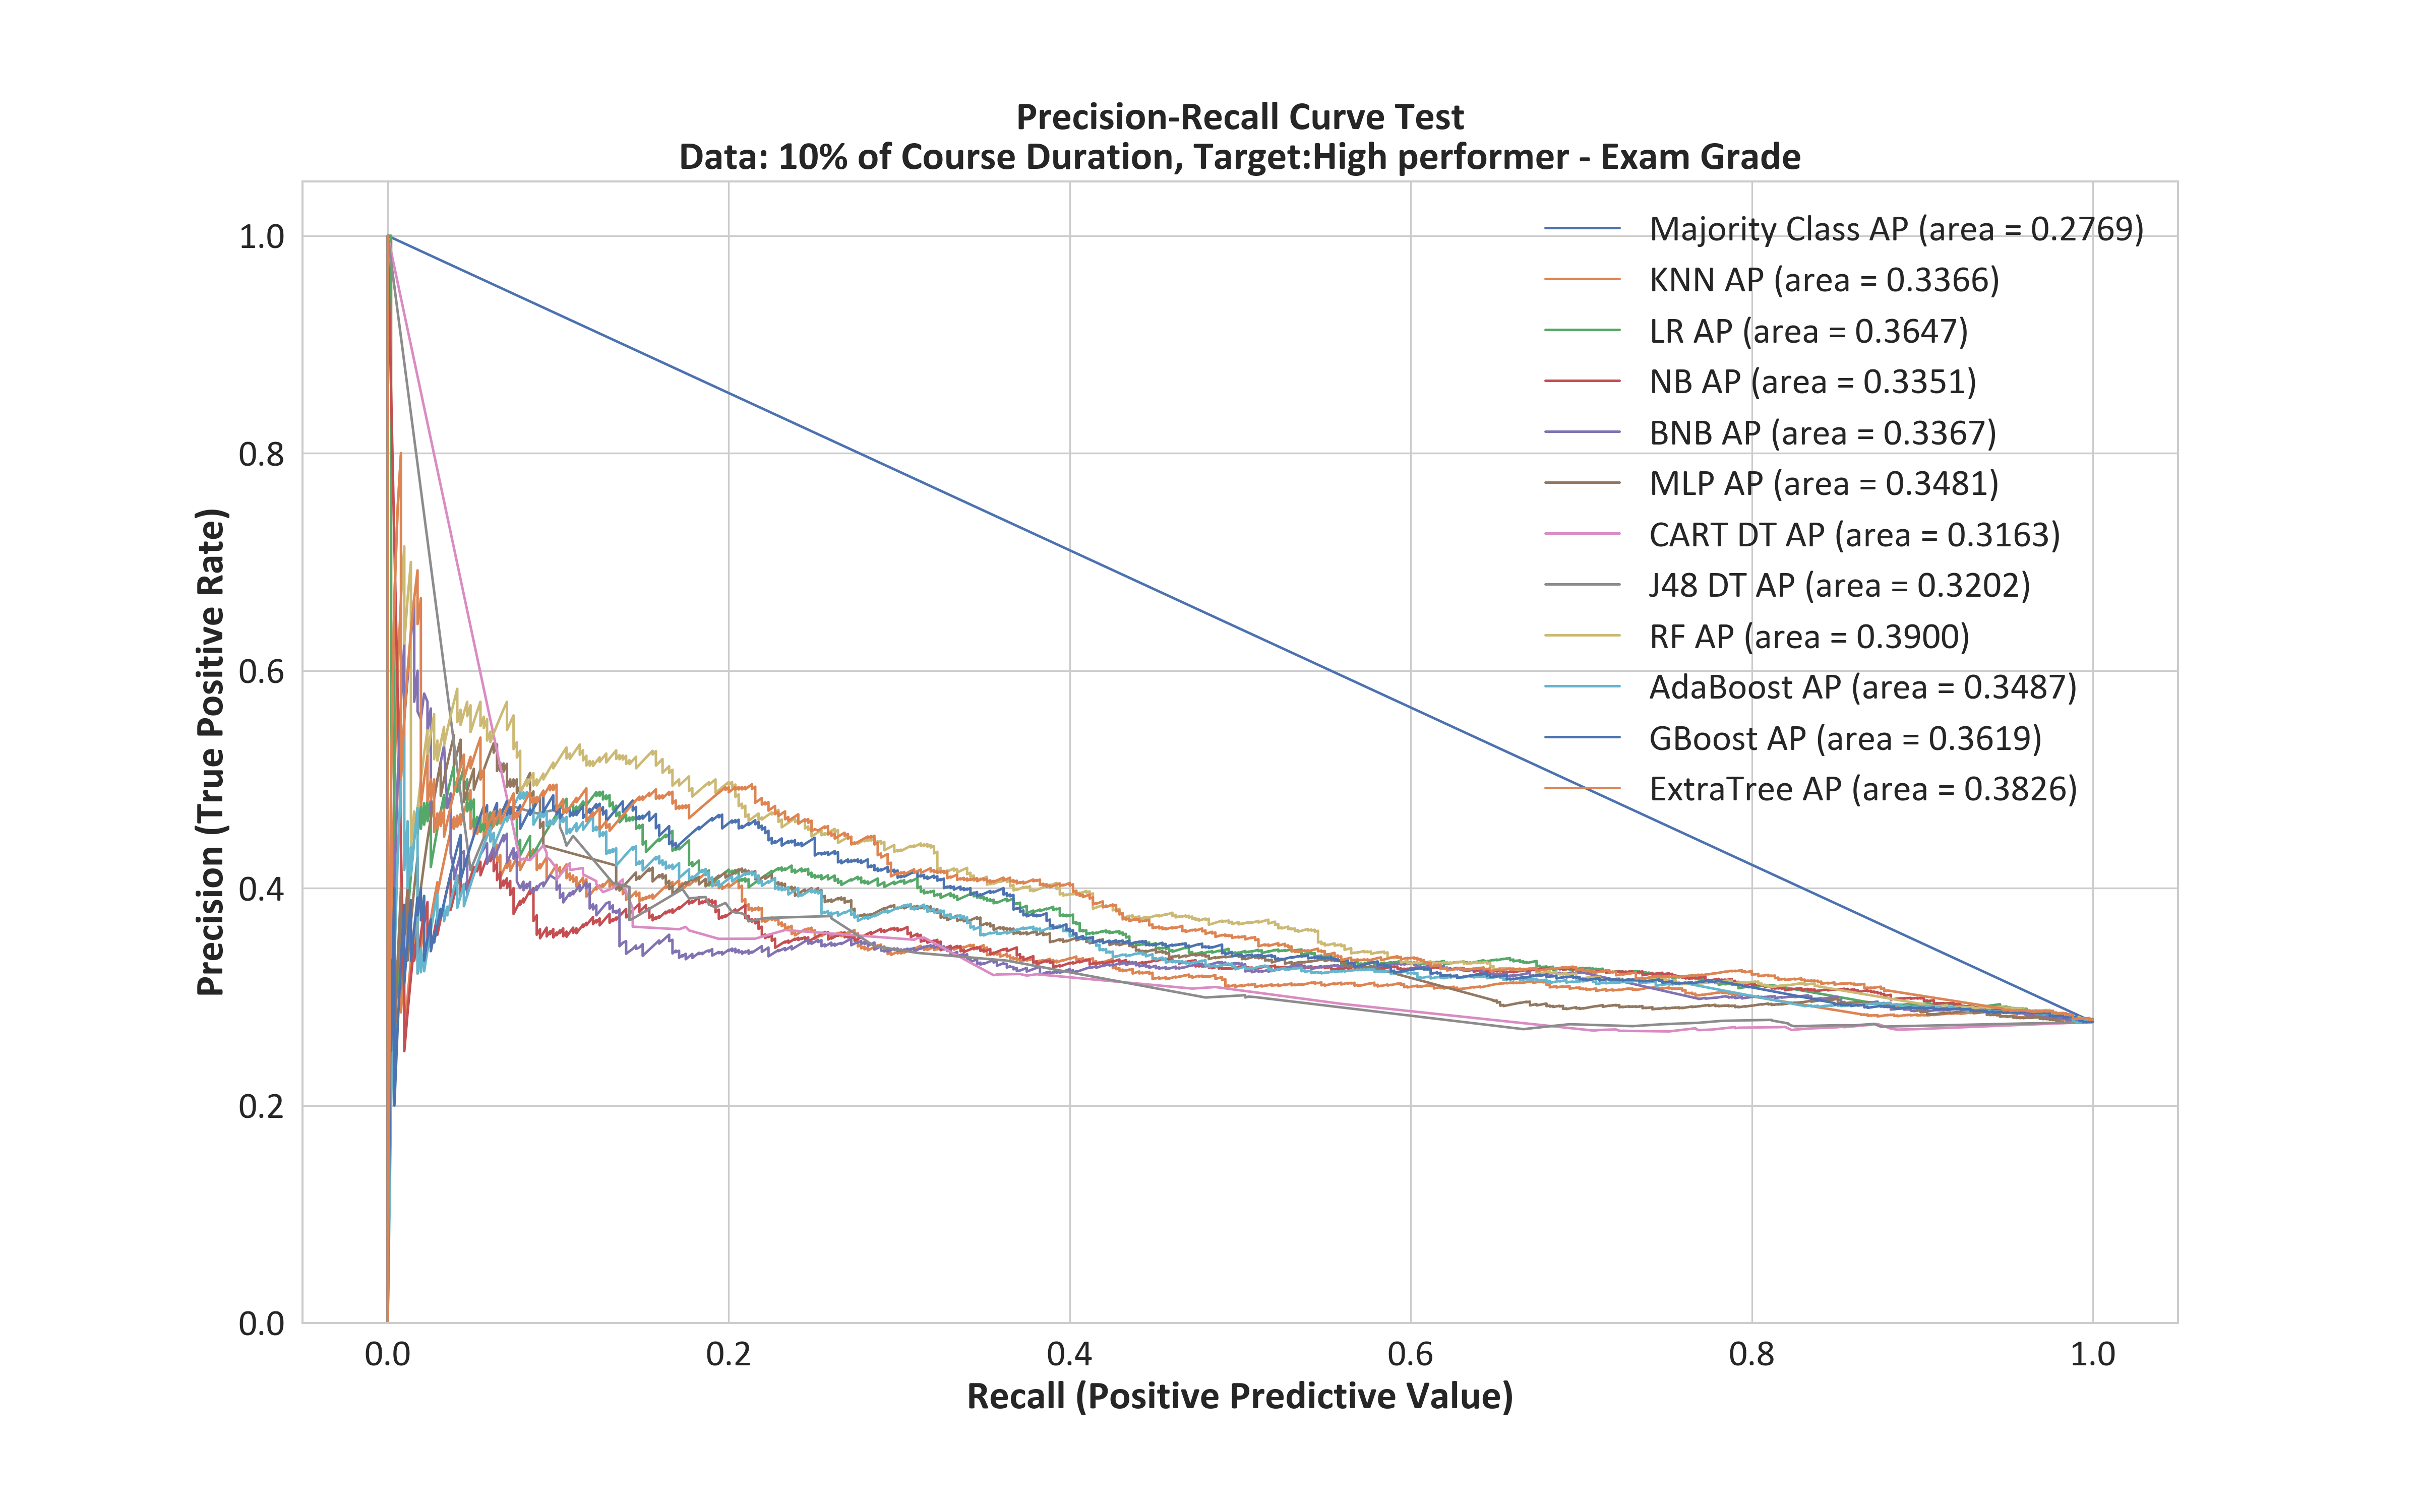 Precision-Recall Curve Test
Data: 10% of Course Duration, Target:High performer - Exam Grade
Majority Class AP (area = 0.2769)
KNN AP (area = 0.3366)
LR AP (area = 0.3647)
NB AP (area = 0.3351)
BNB AP (area = 0.3367)
MLP AP (area = 0.3481)
CART DT AP (area = 0.3163)
J48 DT AP (area = 0.3202)
RF AP (area = 0.3900)
AdaBoost AP (area = 0.3487)
GBoost AP (area = 0.3619)
ExtraTree AP (area = 0.3826)
Precision (True Positive Rate)
1.0
0.8
0.6
0.4
0.2
0.0
0.0 0.2 0.4 0.6 0.8 1.0
Recall (Positive Predictive Value)